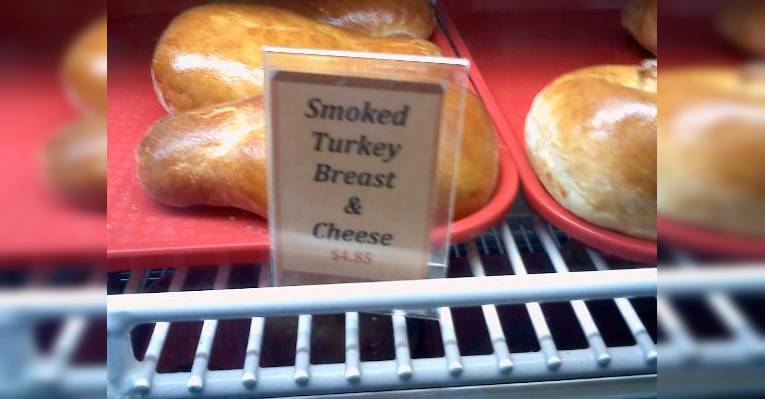 Smoked
Turkey
Breast
&
Cheese
$4.85